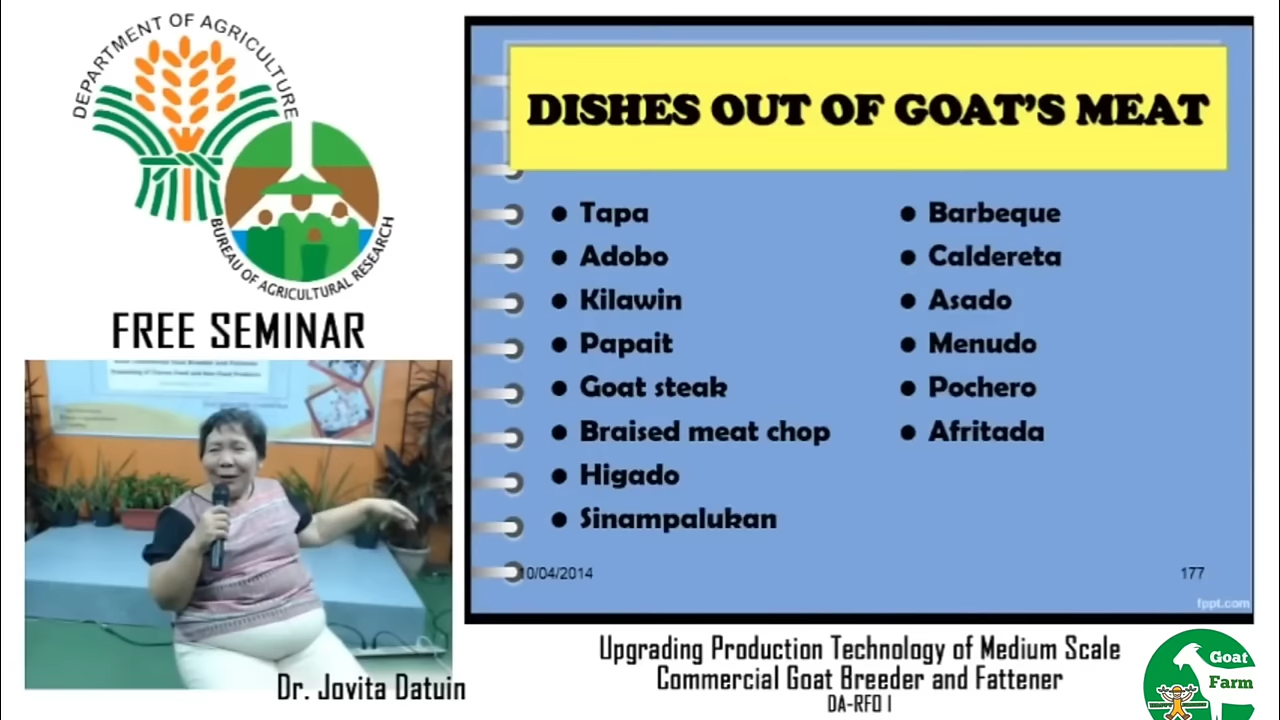 DEPARTMENT OF AGRICULTURE
BUREAU OF AGRICULTURAL RESEARCH
FREE SEMINAR
Dr. Jovita Datuin
DISHES OUT OF GOAT'S MEAT
Tapa
Adobo
Kilawin
Papait
Goat steak
Braised meat chop
Higado
Sinampalukan
Barbeque
Caldereta
Asado
Menudo
Pochero
Afritada
10/04/2014
177
fppt.com
Upgrading Production Technology of Medium Scale
Commercial Goat Breeder and Fattener
DA-RFO I
Goat
Farm